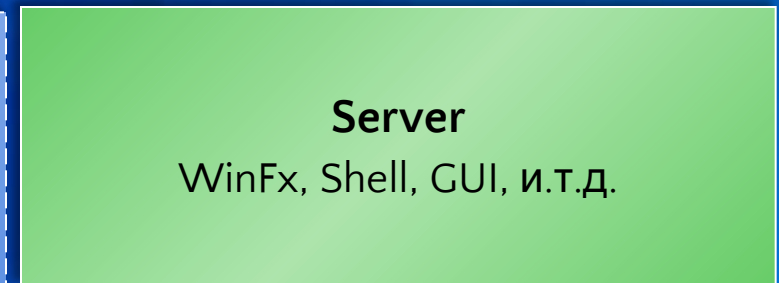 Server
WinFx, Shell, GUI, и.т.д.